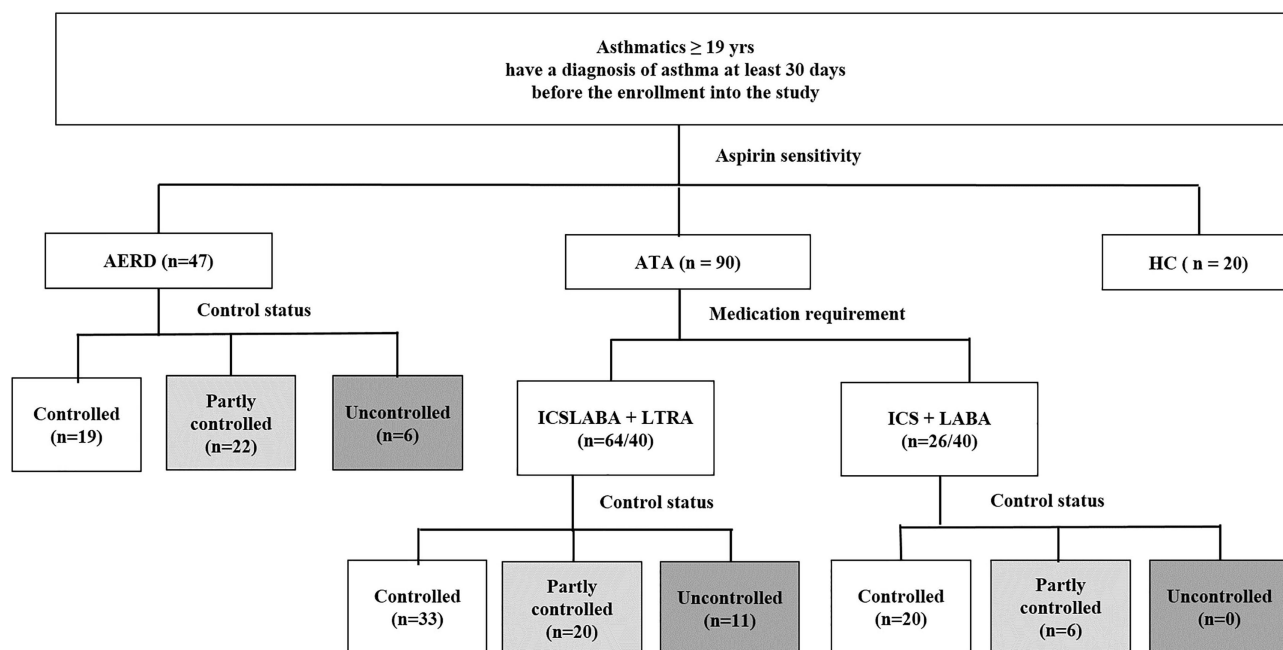 Asthmatics ≥ 19 yrs
have a diagnosis of asthma at least 30 days
before the enrollment into the study
Aspirin sensitivity
AERD (n=47)
ATA (n = 90)
HC ( n = 20)
Control status
Medication requirement
Controlled
(n=19)
Partly
controlled
(n=22)
Uncontrolled
(n=6)
ICSLABA + LTRA
(n=64/40)
ICS + LABA
(n=26/40)
Control status
Control status
Controlled
(n=33)
Partly
controlled
(n=20)
Uncontrolled
(n=11)
Controlled
(n=20)
Partly
controlled
(n=6)
Uncontrolled
(n=0)